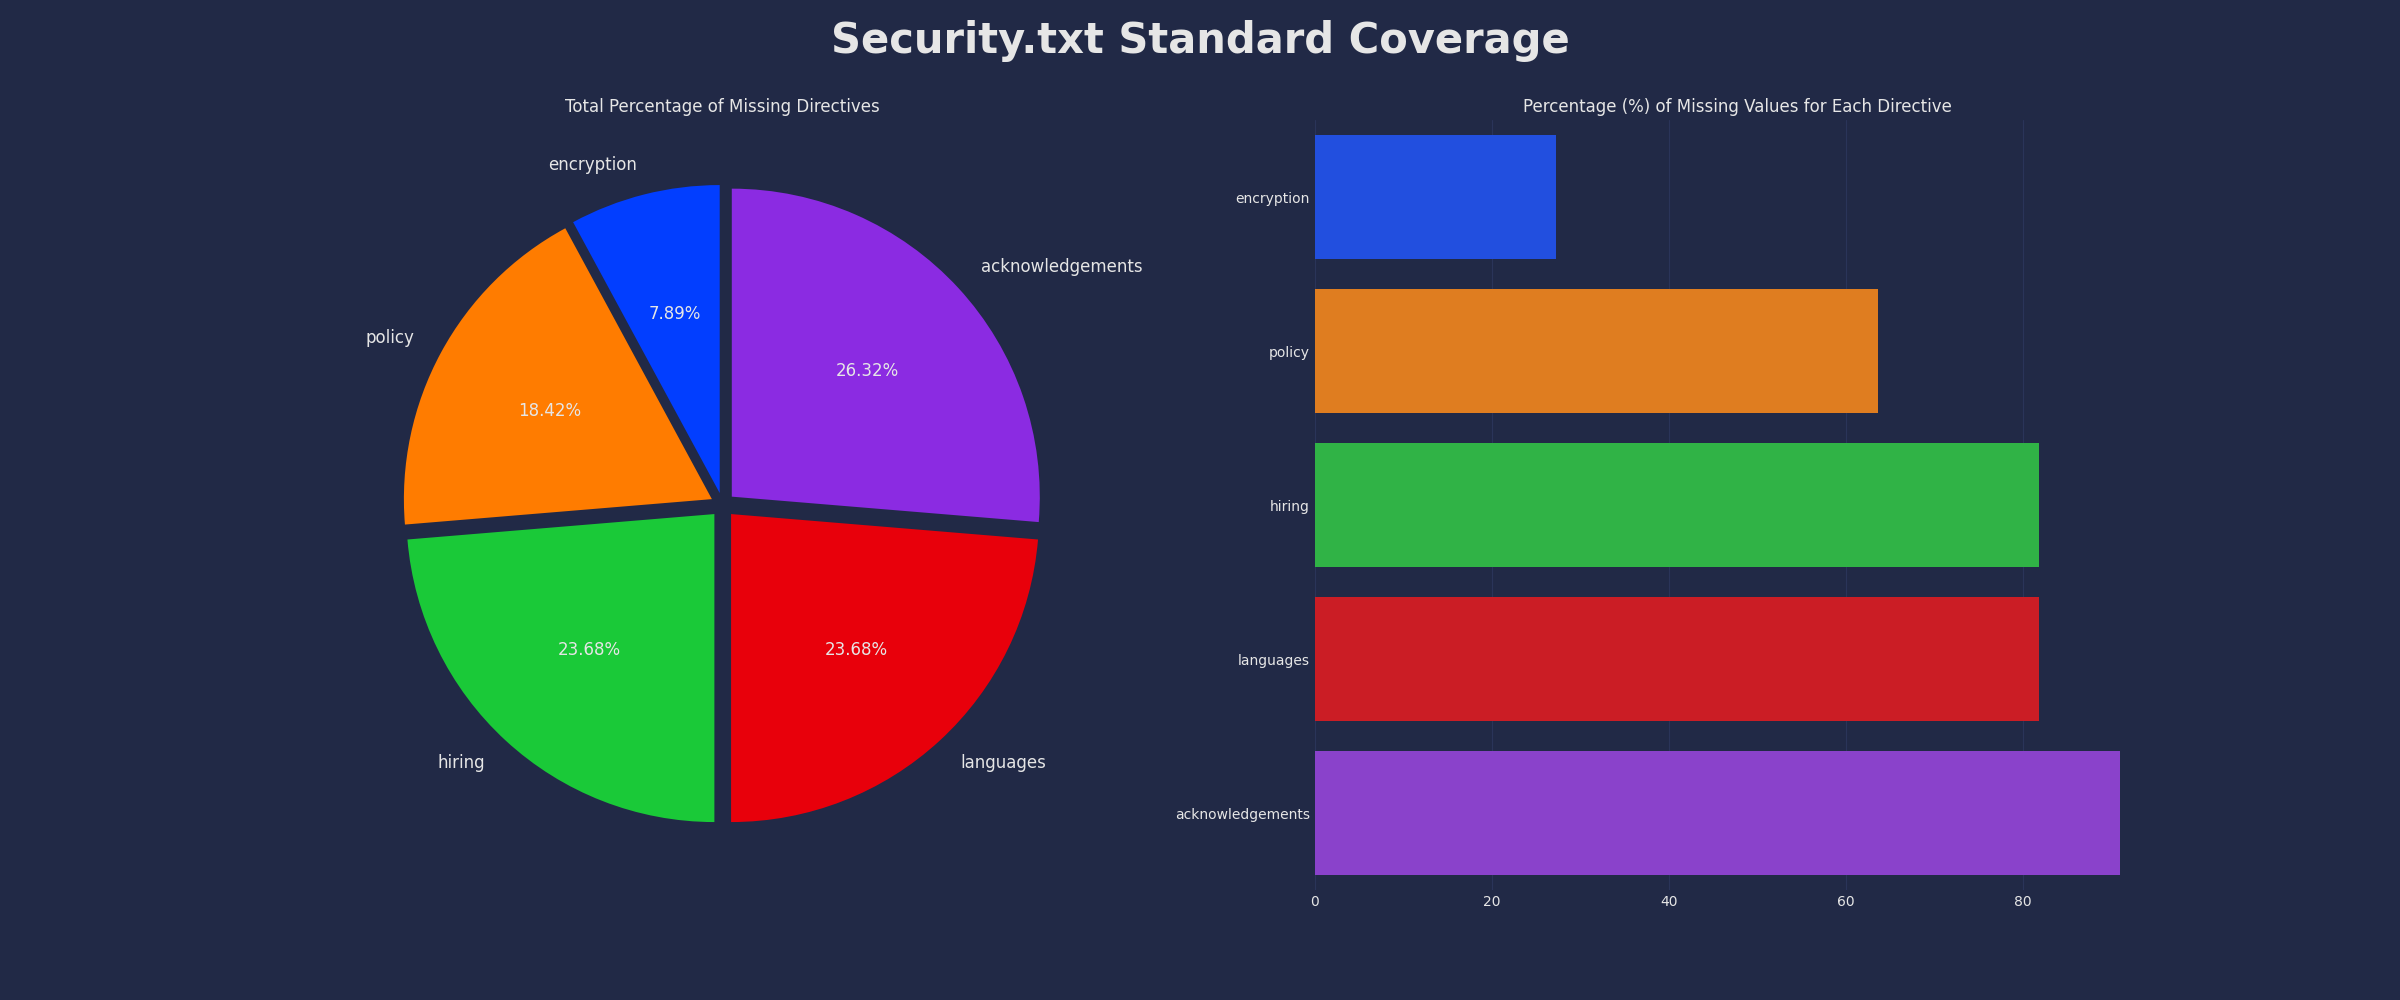 Security.txt Standard Coverage
Total Percentage of Missing Directives
encryption
acknowledgements
7.89%
policy
26.32%
18.42%
23.68%
23.68%
hiring
languages
Percentage (%) of Missing Values for Each Directive
encryption
policy
hiring
languages
acknowledgements
0 20 40 60 80